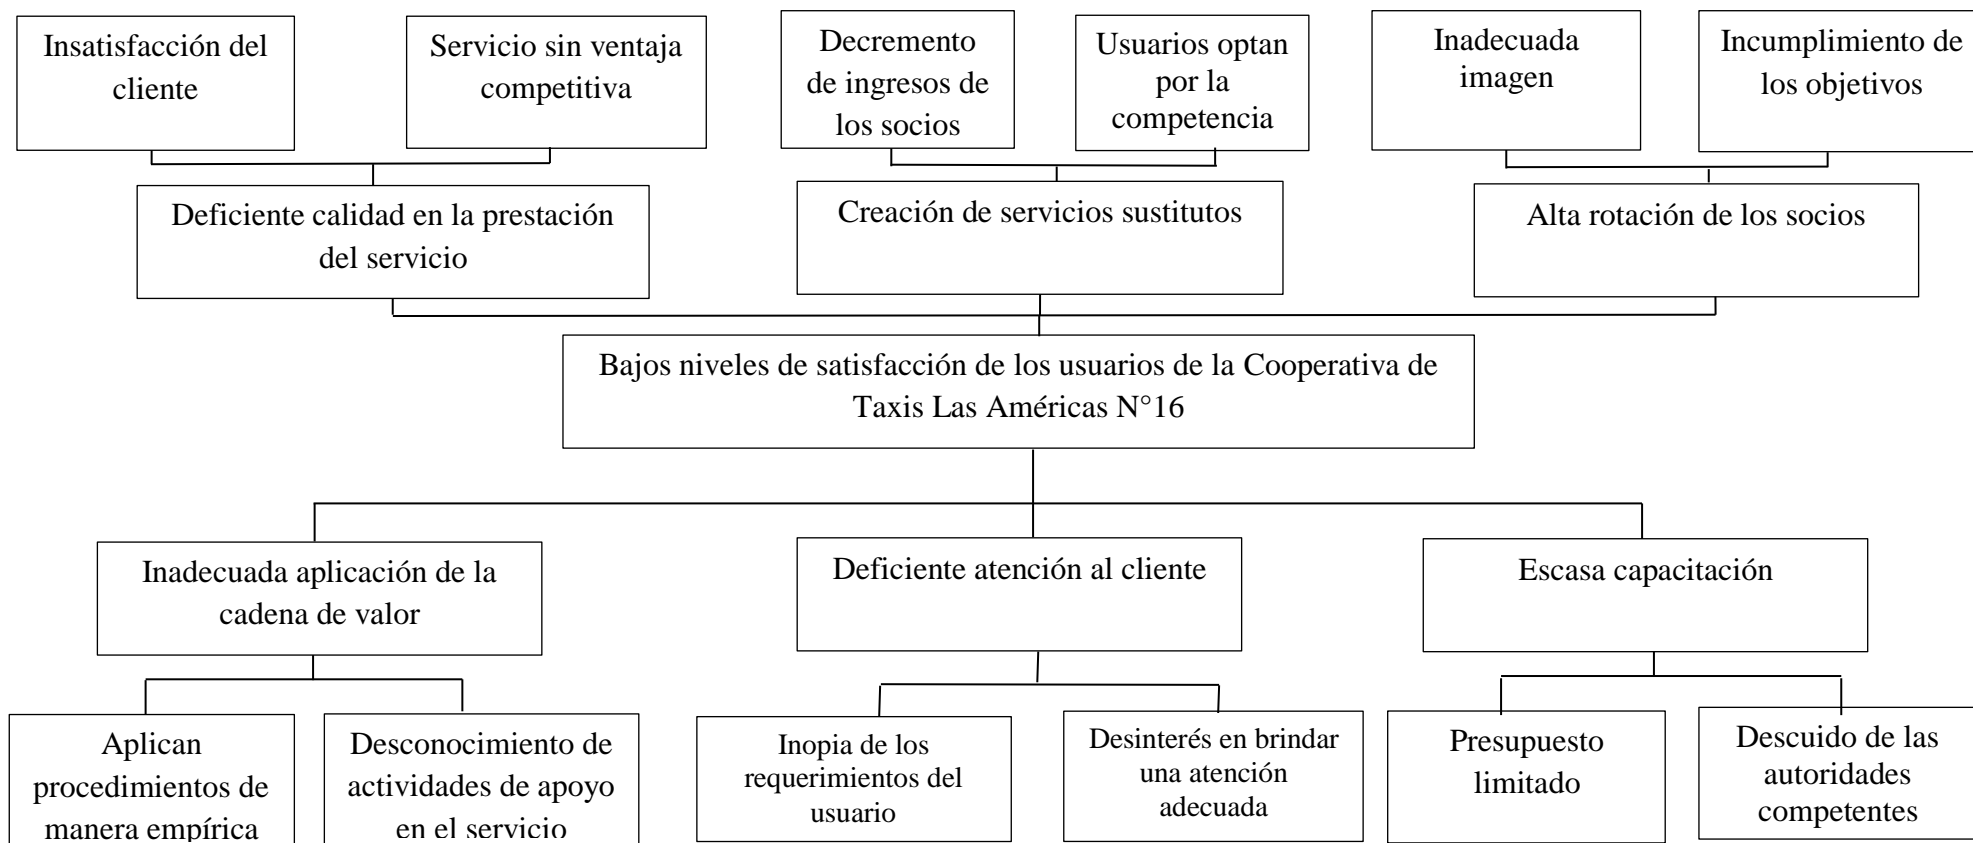 Insatisfacción del
cliente
Servicio sin ventaja
competitiva
Decremento
de ingresos de
los socios
Usuarios optan
por la
competencia
Inadecuada
imagen
Incumplimiento de
los objetivos
Deficiente calidad en la prestación
del servicio
Creación de servicios sustitutos
Alta rotación de los socios
Bajos niveles de satisfacción de los usuarios de la Cooperativa de
Taxis Las Américas N°16
Inadecuada aplicación de la
cadena de valor
Deficiente atención al cliente
Escasa capacitación
Aplican
procedimientos de
manera empírica
Desconocimiento de
actividades de apoyo
en el servicio
Inopia de los
requerimientos del
usuario
Desinterés en brindar
una atención
adecuada
Presupuesto
limitado
Descuido de las
autoridades
competentes